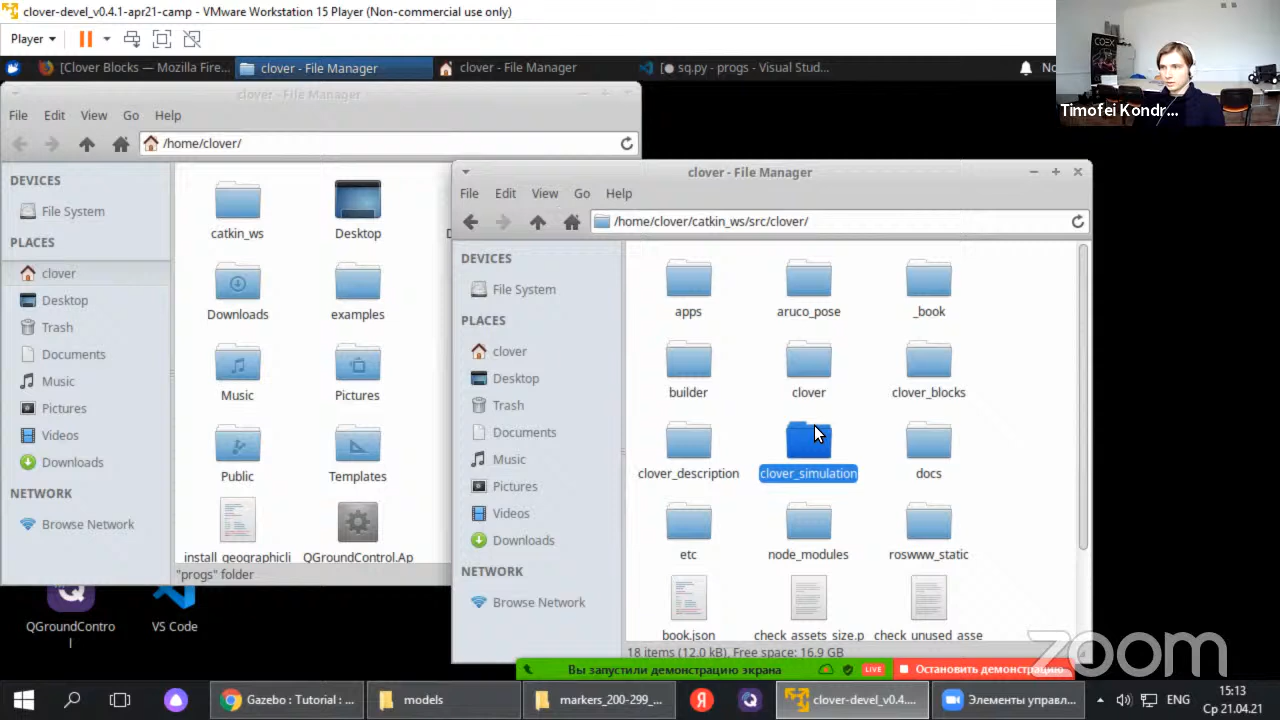 clover-devel_v0.4.1-apr21-camp - VMware Workstation 15 Player (Non-commercial use only)
Player
[Clover Blocks — Mozilla Fire...
clover - File Manager
clover - File Manager
[● sq.py - progs - Visual Stud...
COEX
Timofei Kondr...
clover - File Manager
File Edit View Go Help
/home/clover/
DEVICES
File System
PLACES
clover
Desktop
Trash
Documents
Music
Pictures
Videos
Downloads
NETWORK
Browse Network
catkin_ws
Desktop
Downloads
examples
Music
Pictures
Public
Templates
install_geographicli
QGroundControl.Ap
"progs" folder
clover - File Manager
File Edit View Go Help
/home/clover/catkin_ws/src/clover/
DEVICES
File System
PLACES
clover
Desktop
Trash
Documents
Music
Pictures
Videos
Downloads
NETWORK
Browse Network
apps
aruco_pose
_book
builder
clover
clover_blocks
clover_description
clover_simulation
docs
etc
node_modules
roswww_static
book.json
check_assets_size.p
check_unused_asse
18 items (12.0 kB), Free space: 16.9 GB
QGroundContro
l
VS Code
zoom
Вы запустили демонстрацию экрана
LIVE
Остановить демонстрацию
Gazebo : Tutorial : ...
models
markers_200-299_...
Я
clover-devel_v0.4....
Элементы управл...
ENG
15:13
Ср 21.04.21